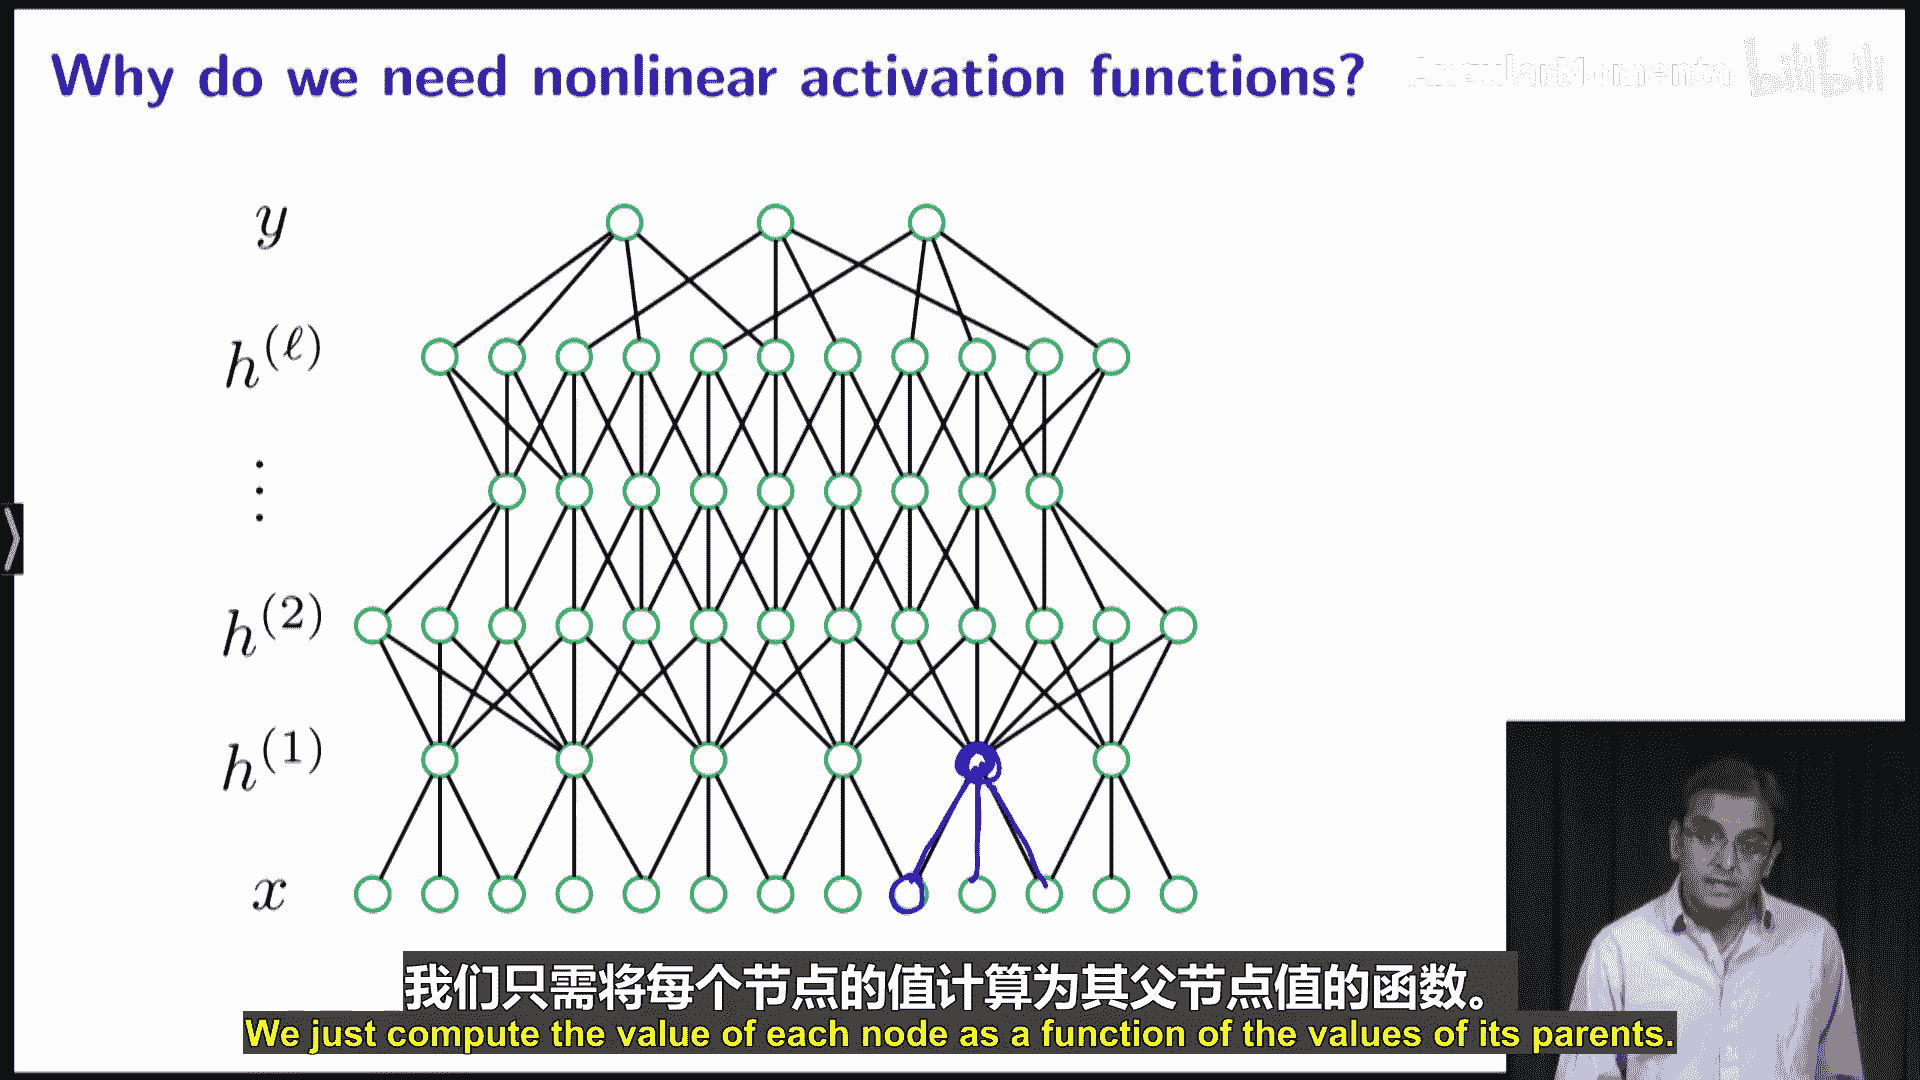 Why do we need nonlinear activation functions?
bilibili
y
h^(ℓ)
⋮
h^(2)
h^(1)
x
我们只需将每个节点的值计算为其父节点值的函数。
We just compute the value of each node as a function of the values of its parents.